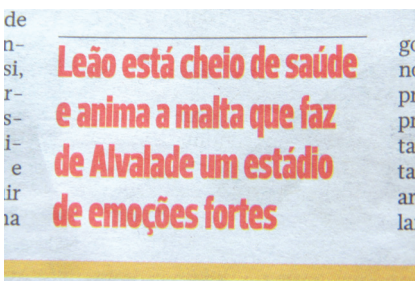 Leão está cheio de saúde
e anima a malta que faz
de Alvalade um estádio
de emoções fortes